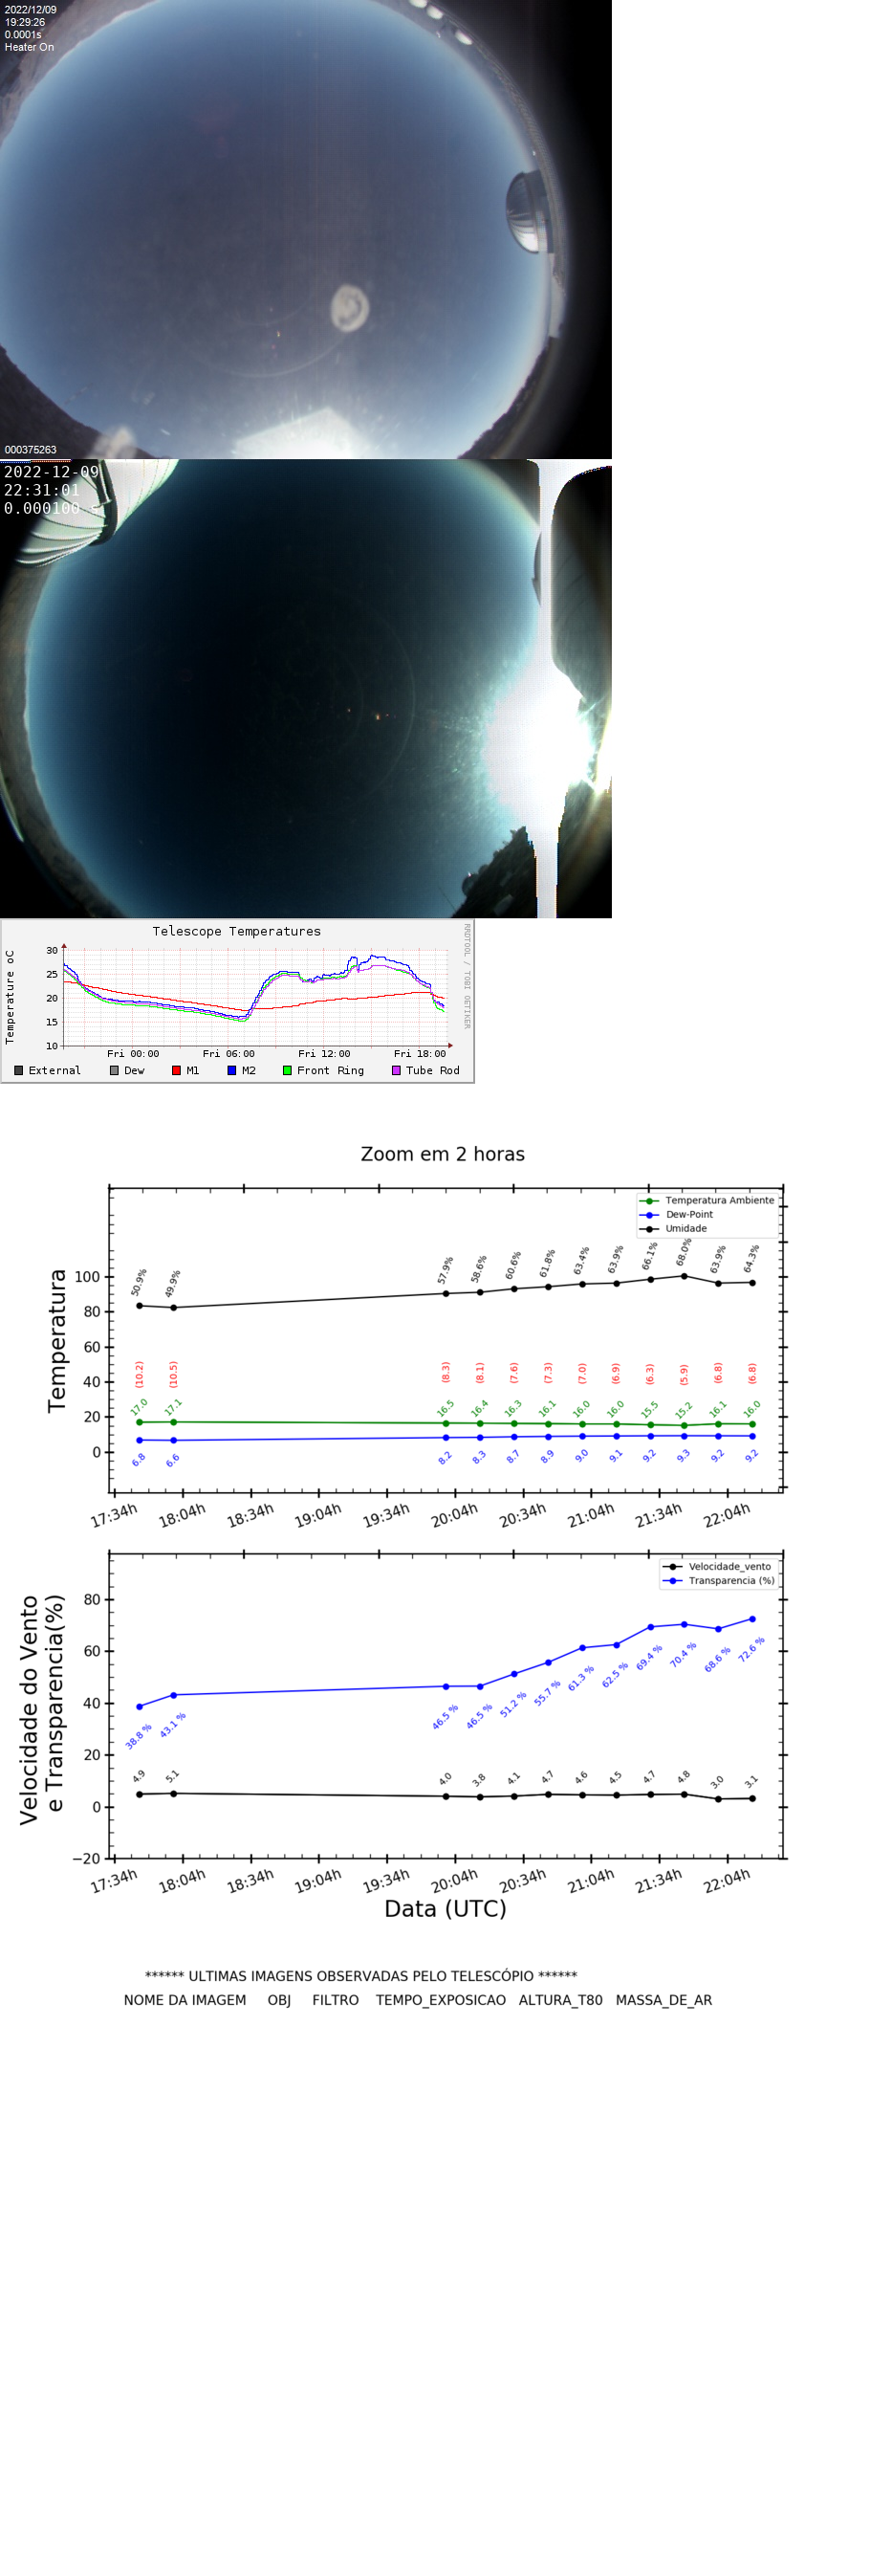 2022/12/09
19:29:26
0.0001s
Heater On
000375263
2022-12-09
22:31:01
0.000100 s
Telescope Temperatures
RRDTOOL / TOBI OETIKER
Temperature oC
30
25
20
15
10
Fri 00:00 Fri 06:00 Fri 12:00 Fri 18:00
External Dew M1 M2 Front Ring Tube Rod
Zoom em 2 horas
Temperatura Ambiente
Dew-Point
Umidade
Temperatura
100
80
60
40
20
0
50.9% 49.9% 57.9% 58.6% 60.6% 61.8% 63.4% 63.9% 66.1% 68.0% 63.9% 64.3%
(10.2) (10.5) (8.3) (8.1) (7.6) (7.3) (7.0) (6.9) (6.3) (5.9) (6.8) (6.8)
17.0 17.1 16.5 16.4 16.3 16.1 16.0 16.0 15.5 15.2 16.1 16.0
6.8 6.6 8.2 8.3 8.7 8.9 9.0 9.1 9.2 9.3 9.2 9.2
17:34h 18:04h 18:34h 19:04h 19:34h 20:04h 20:34h 21:04h 21:34h 22:04h
Velocidade_vento
Transparencia (%)
Velocidade do Vento
e Transparencia(%)
80
60
40
20
0
−20
38.8 % 43.1 % 46.5 % 46.5 % 51.2 % 55.7 % 61.3 % 62.5 % 69.4 % 70.4 % 68.6 % 72.6 %
4.9 5.1 4.0 3.8 4.1 4.7 4.6 4.5 4.7 4.8 3.0 3.1
17:34h 18:04h 18:34h 19:04h 19:34h 20:04h 20:34h 21:04h 21:34h 22:04h
Data (UTC)
****** ULTIMAS IMAGENS OBSERVADAS PELO TELESCÓPIO ******
NOME DA IMAGEM OBJ FILTRO TEMPO_EXPOSICAO ALTURA_T80 MASSA_DE_AR